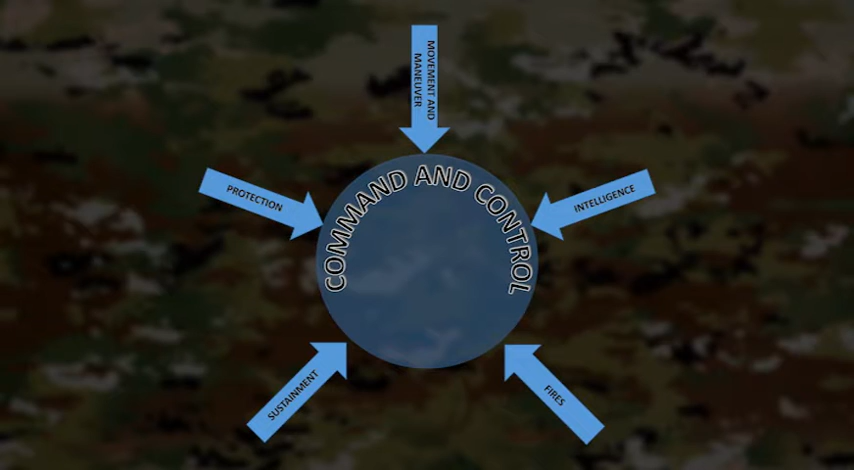 MOVEMENT AND
MANEUVER
PROTECTION
INTELLIGENCE
COMMAND AND CONTROL
SUSTAINMENT
FIRES